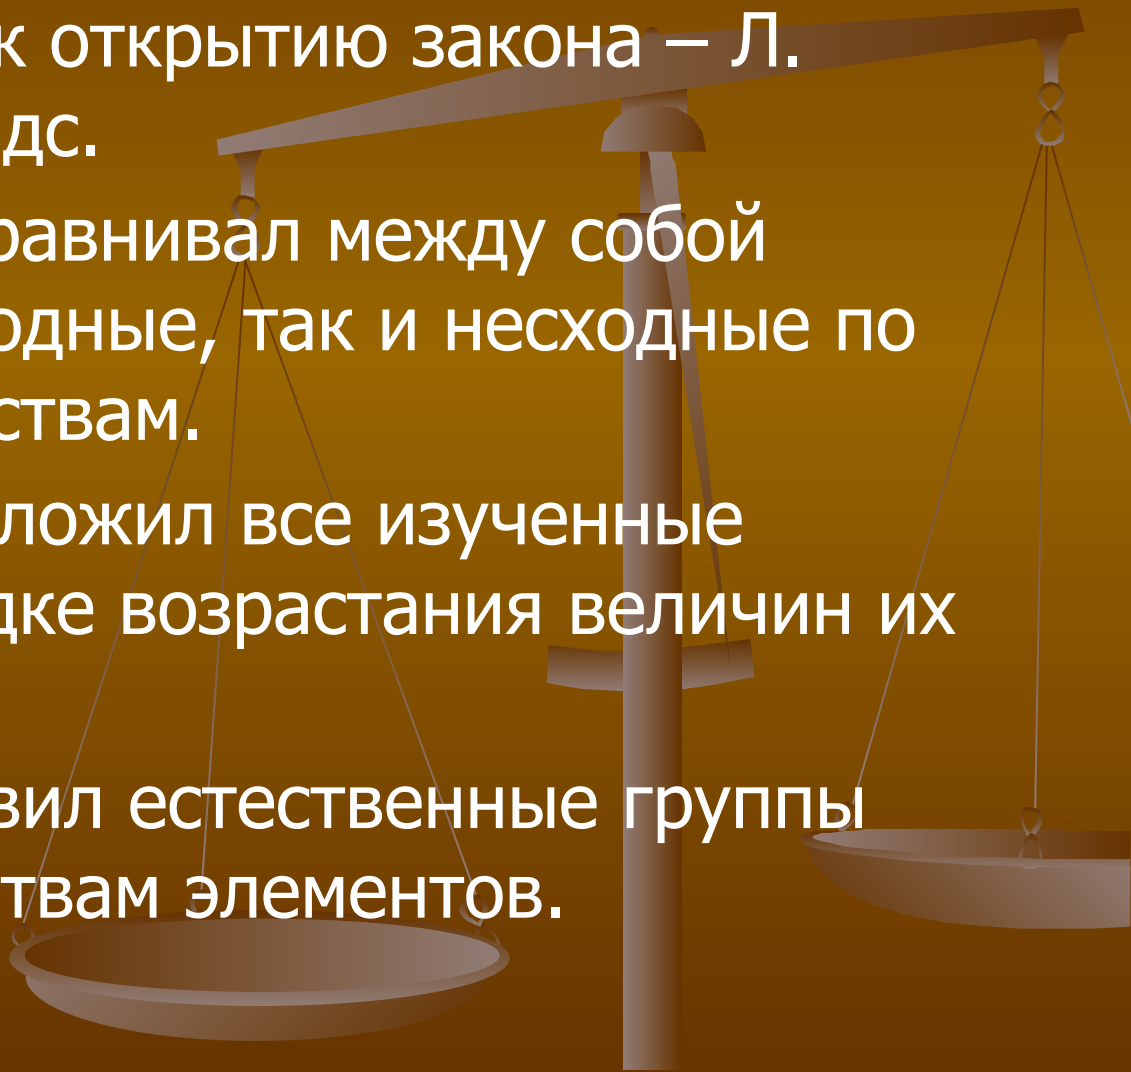 к открытию закона – Л.
дс.
равнивал между собой
одные, так и несходные по
ствам.
ложил все изученные
дке возрастания величин их
вил естественные группы
твам элементов.